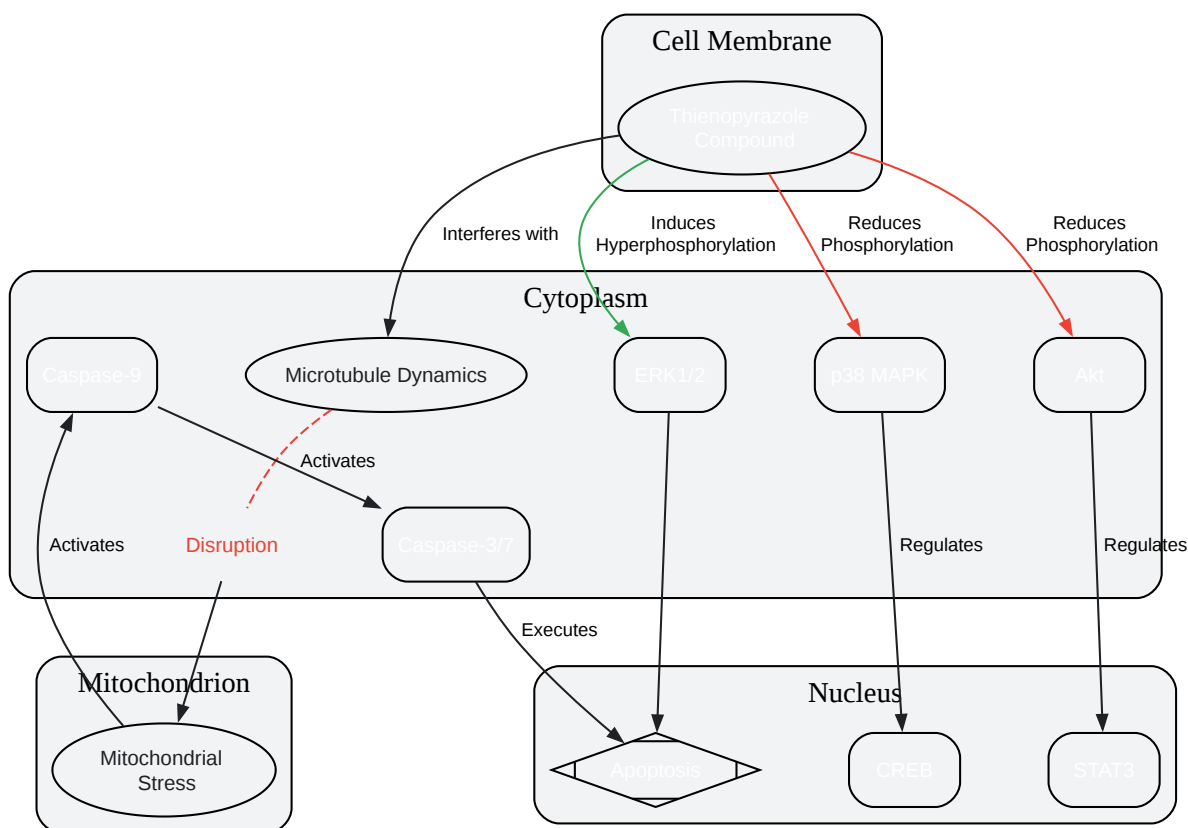 Cell Membrane
Thienopyrazole
Compound
Interferes with
Induces
Hyperphosphorylation
Reduces
Phosphorylation
Reduces
Phosphorylation
Cytoplasm
Caspase-9
Microtubule Dynamics
ERK1/2
p38 MAPK
Akt
Activates
Activates
Disruption
Caspase-3/7
Regulates
Regulates
Executes
Mitochondrion
Nucleus
Mitochondrial
Stress
Apoptosis
CREB
STAT3